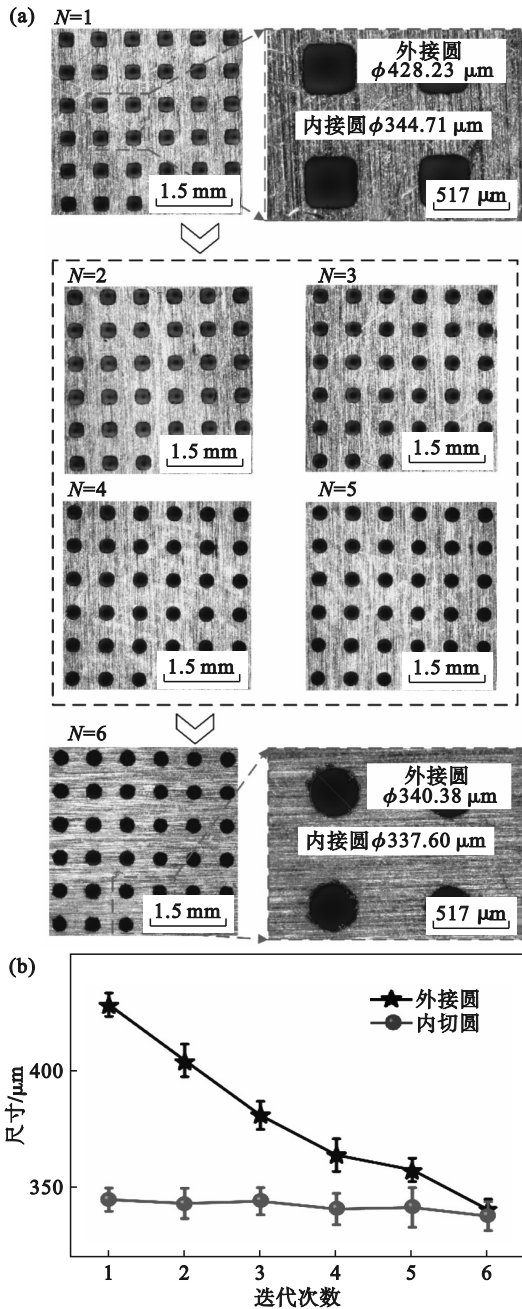 (a)
N=1
外接圆
ϕ428.23 μm
内接圆ϕ344.71 μm
1.5 mm
517 μm
N=2
N=3
1.5 mm
1.5 mm
N=4
N=5
1.5 mm
1.5 mm
N=6
外接圆
ϕ340.38 μm
内接圆ϕ337.60 μm
1.5 mm
517 μm
(b)
外接圆
内切圆
400
350
尺寸/μm
1 2 3 4 5 6
迭代次数